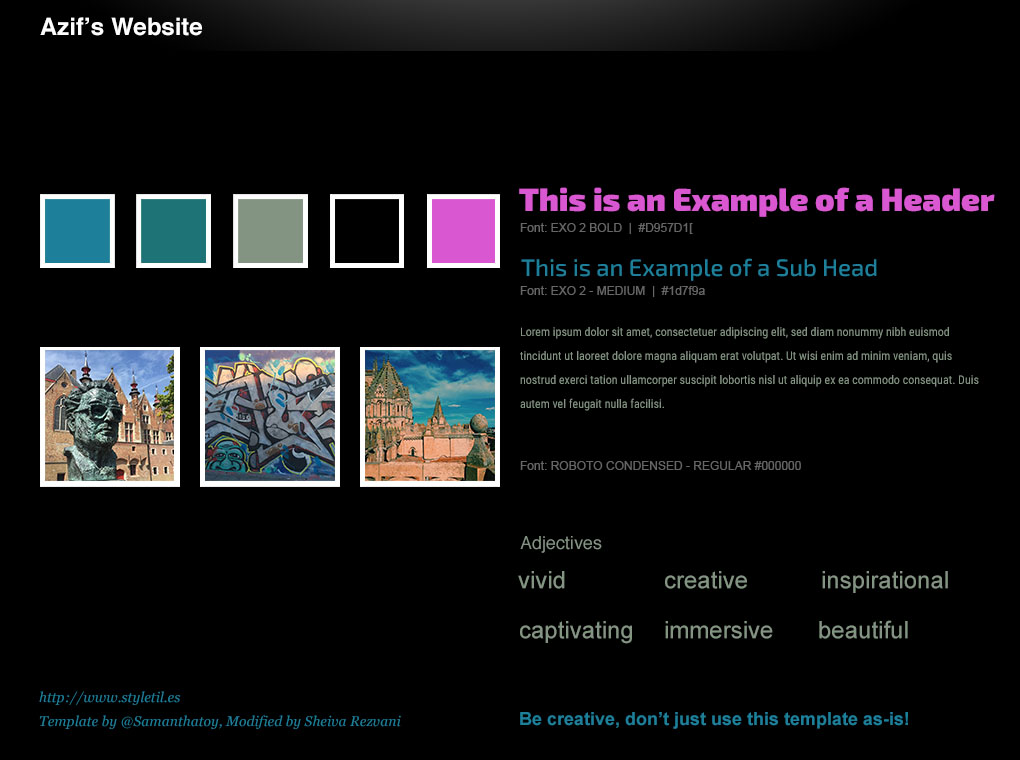 Azif’s Website
This is an Example of a Header
Font: EXO 2 BOLD | #D957D1[
This is an Example of a Sub Head
Font: EXO 2 - MEDIUM | #1d7f9a
Lorem ipsum dolor sit amet, consectetuer adipiscing elit, sed diam nonummy nibh euismod
tincidunt ut laoreet dolore magna aliquam erat volutpat. Ut wisi enim ad minim veniam, quis
nostrud exerci tation ullamcorper suscipit lobortis nisl ut aliquip ex ea commodo consequat. Duis
autem vel feugait nulla facilisi.
Font: ROBOTO CONDENSED - REGULAR #000000
Adjectives
vivid creative inspirational
captivating immersive beautiful
http://www.styletil.es
Template by @Samanthatoy, Modified by Sheiva Rezvani
Be creative, don’t just use this template as-is!